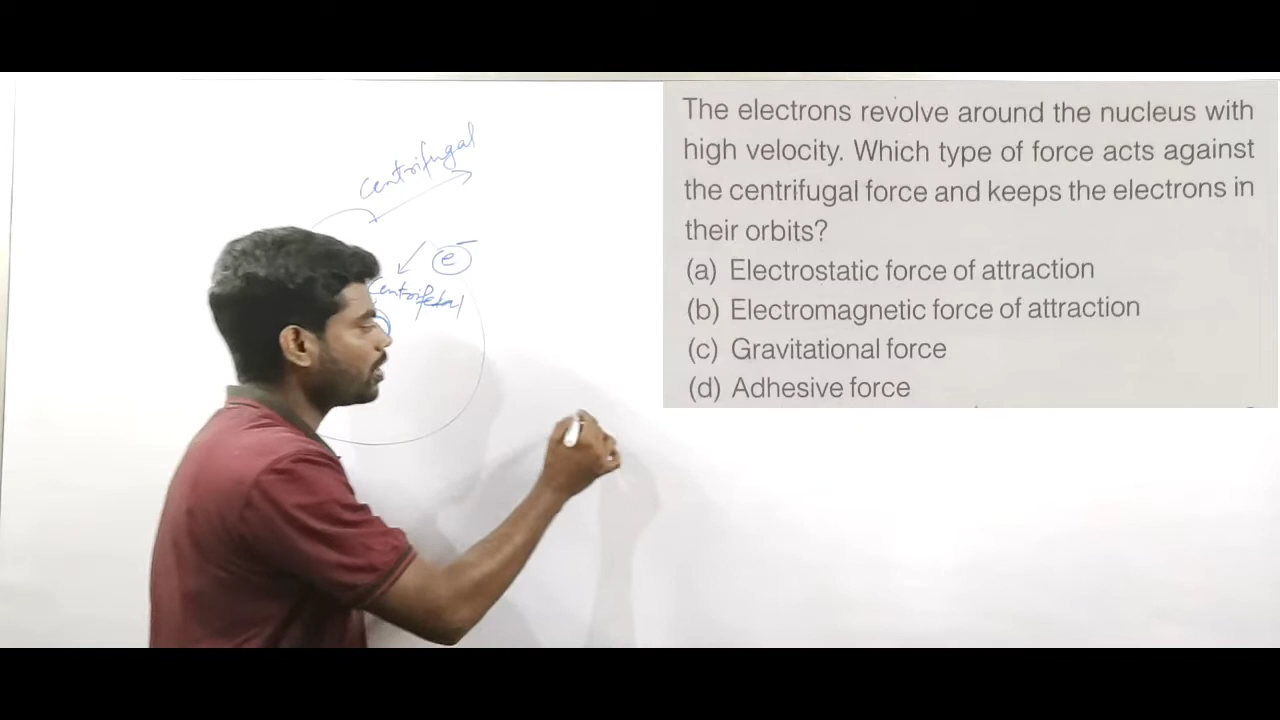 centrifugal
e⁻
Centripetal
The electrons revolve around the nucleus with
high velocity. Which type of force acts against
the centrifugal force and keeps the electrons in
their orbits?
(a) Electrostatic force of attraction
(b) Electromagnetic force of attraction
(c) Gravitational force
(d) Adhesive force